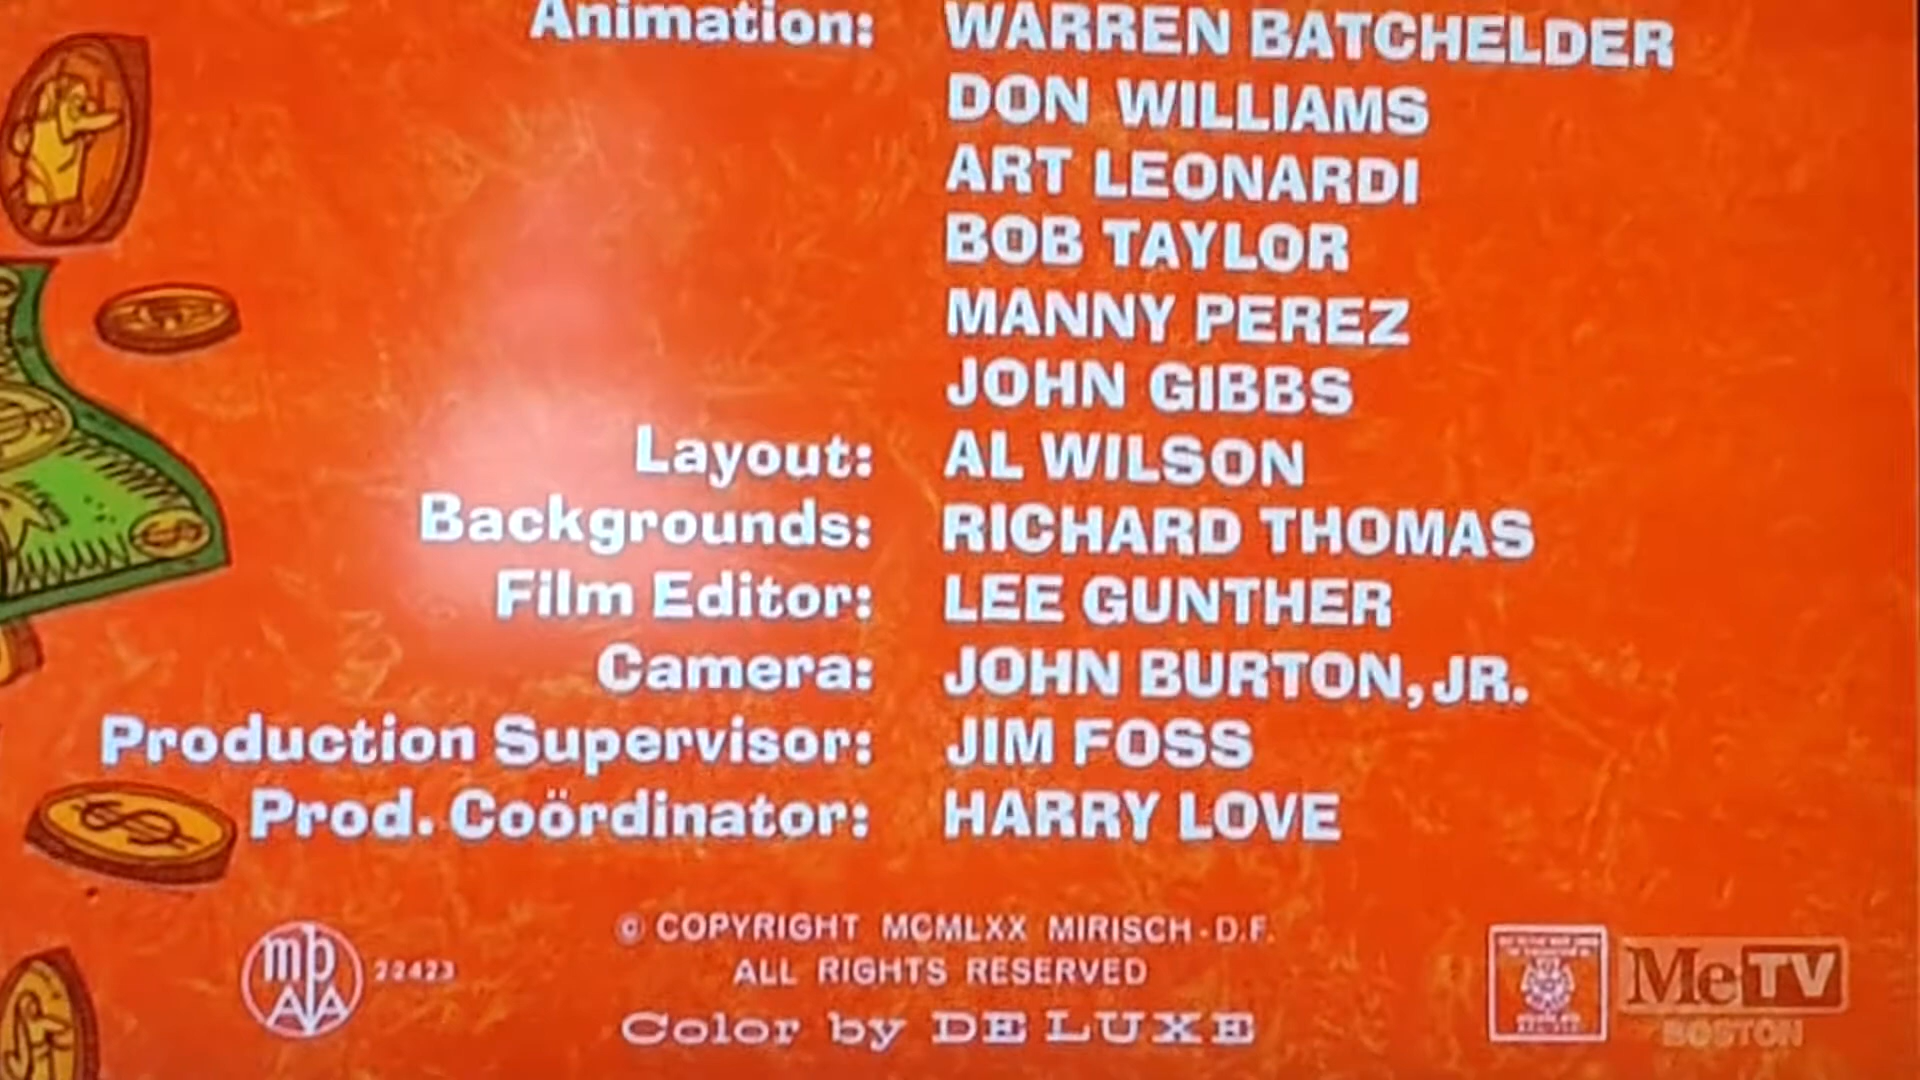 Animation: WARREN BATCHELDER
DON WILLIAMS
ART LEONARDI
BOB TAYLOR
MANNY PEREZ
JOHN GIBBS
Layout: AL WILSON
Backgrounds: RICHARD THOMAS
Film Editor: LEE GUNTHER
Camera: JOHN BURTON, JR.
Production Supervisor: JIM FOSS
Prod. Coördinator: HARRY LOVE
© COPYRIGHT MCMLXX MIRISCH-D.F.
ALL RIGHTS RESERVED
Color by DE LUXE
mpAA 22423
MeTV
BOSTON